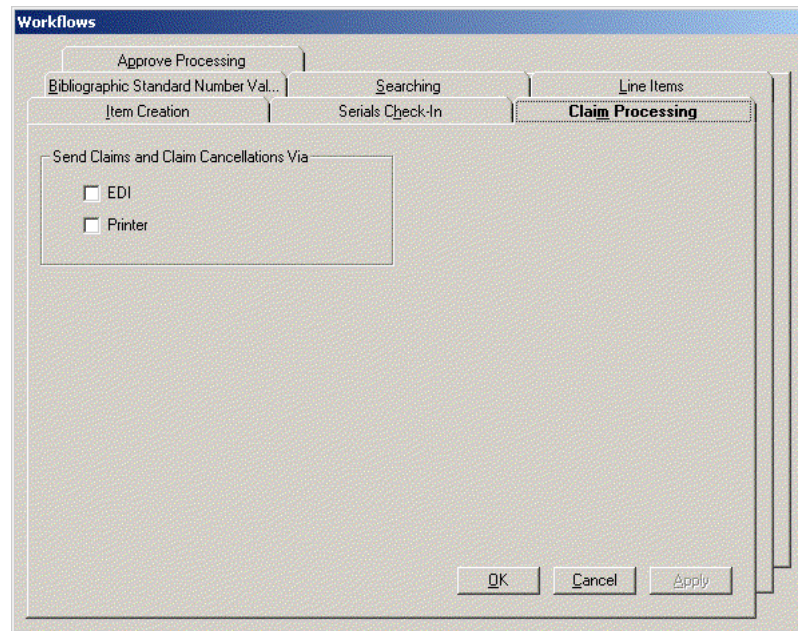 Workflows
Approve Processing
Bibliographic Standard Number Val...
Searching
Line Items
Item Creation
Serials Check-In
Claim Processing
Send Claims and Claim Cancellations Via
EDI
Printer
OK
Cancel
Apply